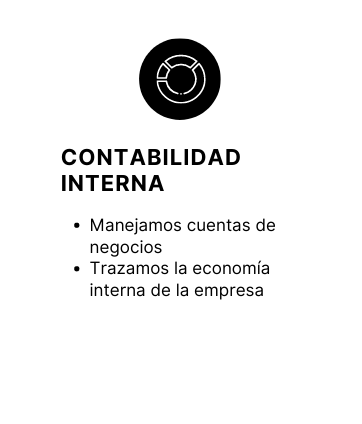 CONTABILIDAD
INTERNA
• Manejamos cuentas de
negocios
• Trazamos la economía
interna de la empresa